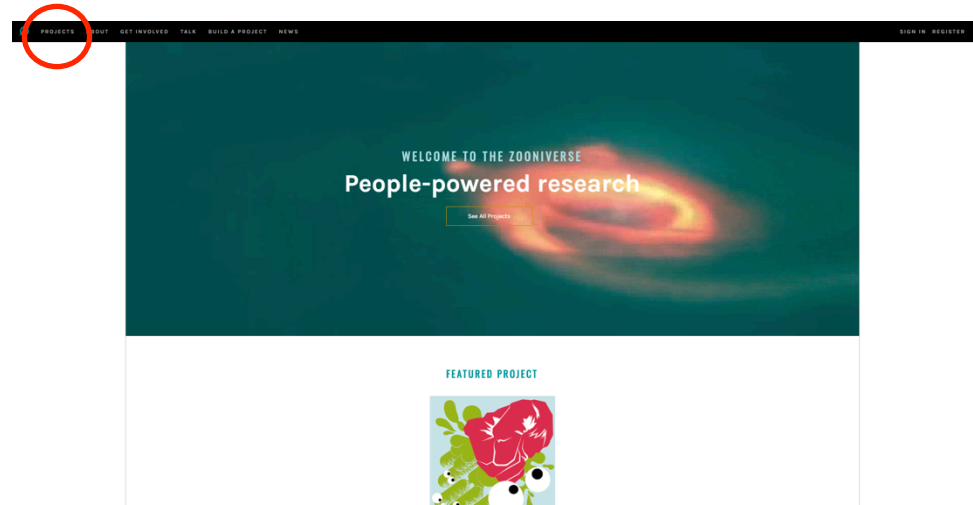 PROJECTS ABOUT GET INVOLVED TALK BUILD A PROJECT NEWS SIGN IN REGISTER
WELCOME TO THE ZOONIVERSE
People-powered research
See All Projects
FEATURED PROJECT